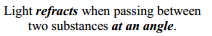 Light refracts when passing between
two substances at an angle.